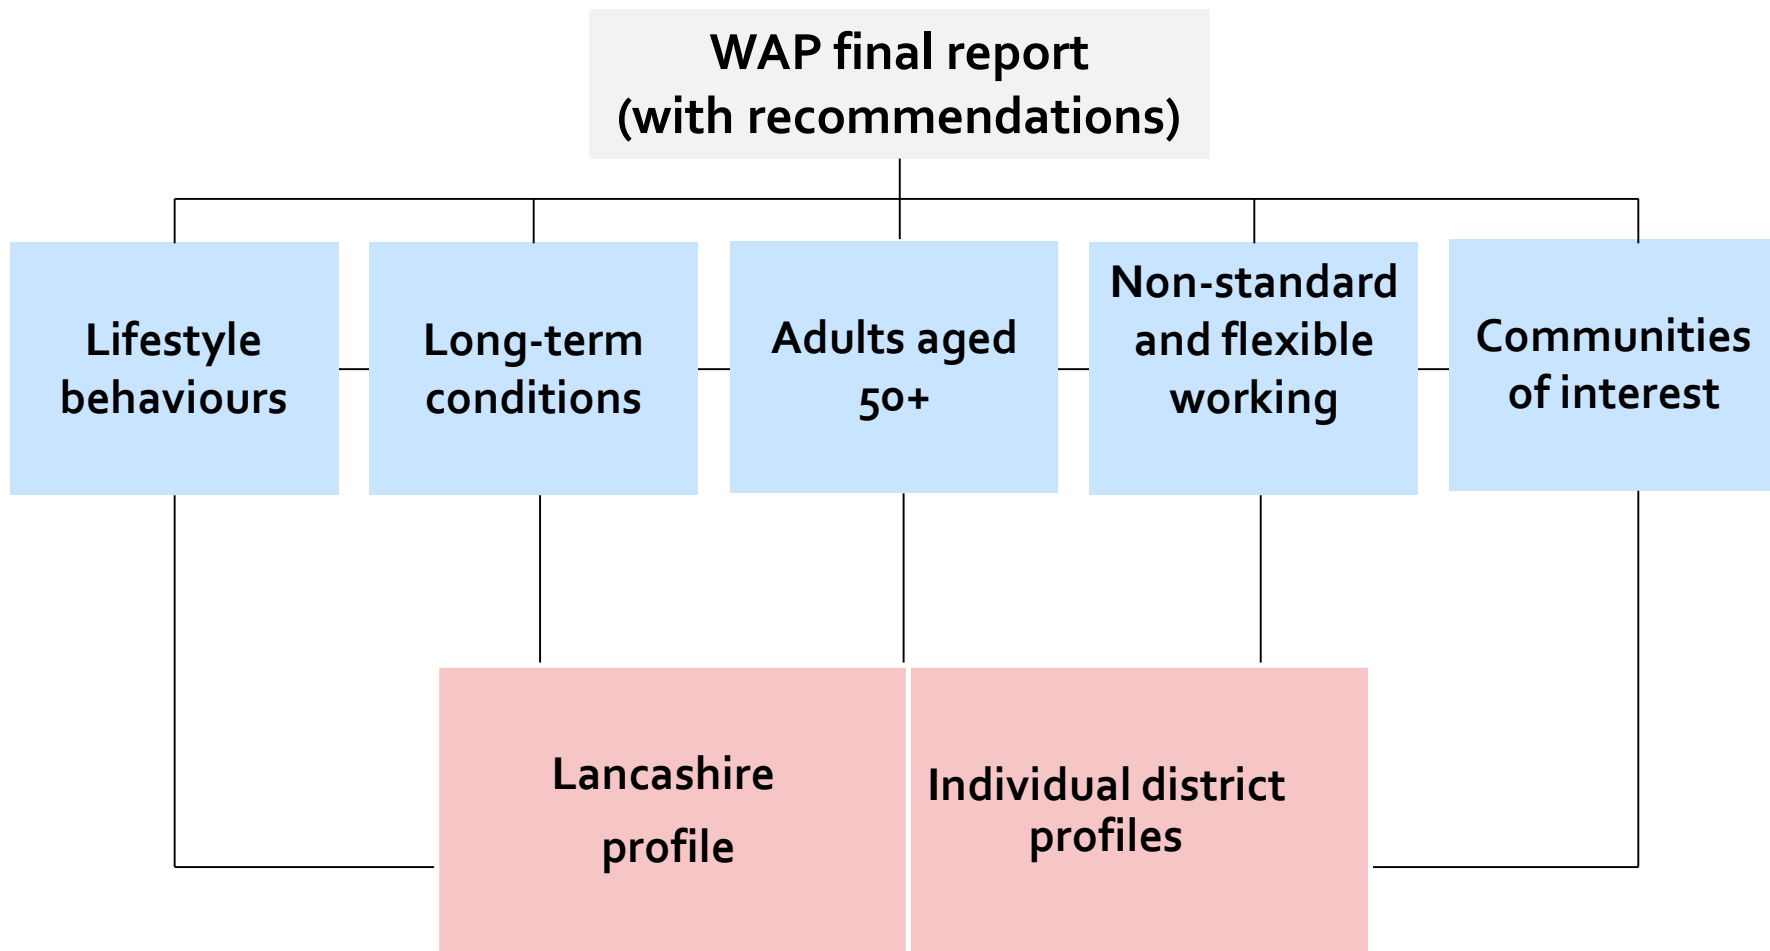 WAP final report
(with recommendations)
Lifestyle
behaviours
Long-term
conditions
Adults aged
50+
Non-standard
and flexible
working
Communities
of interest
Lancashire
profile
Individual district
profiles